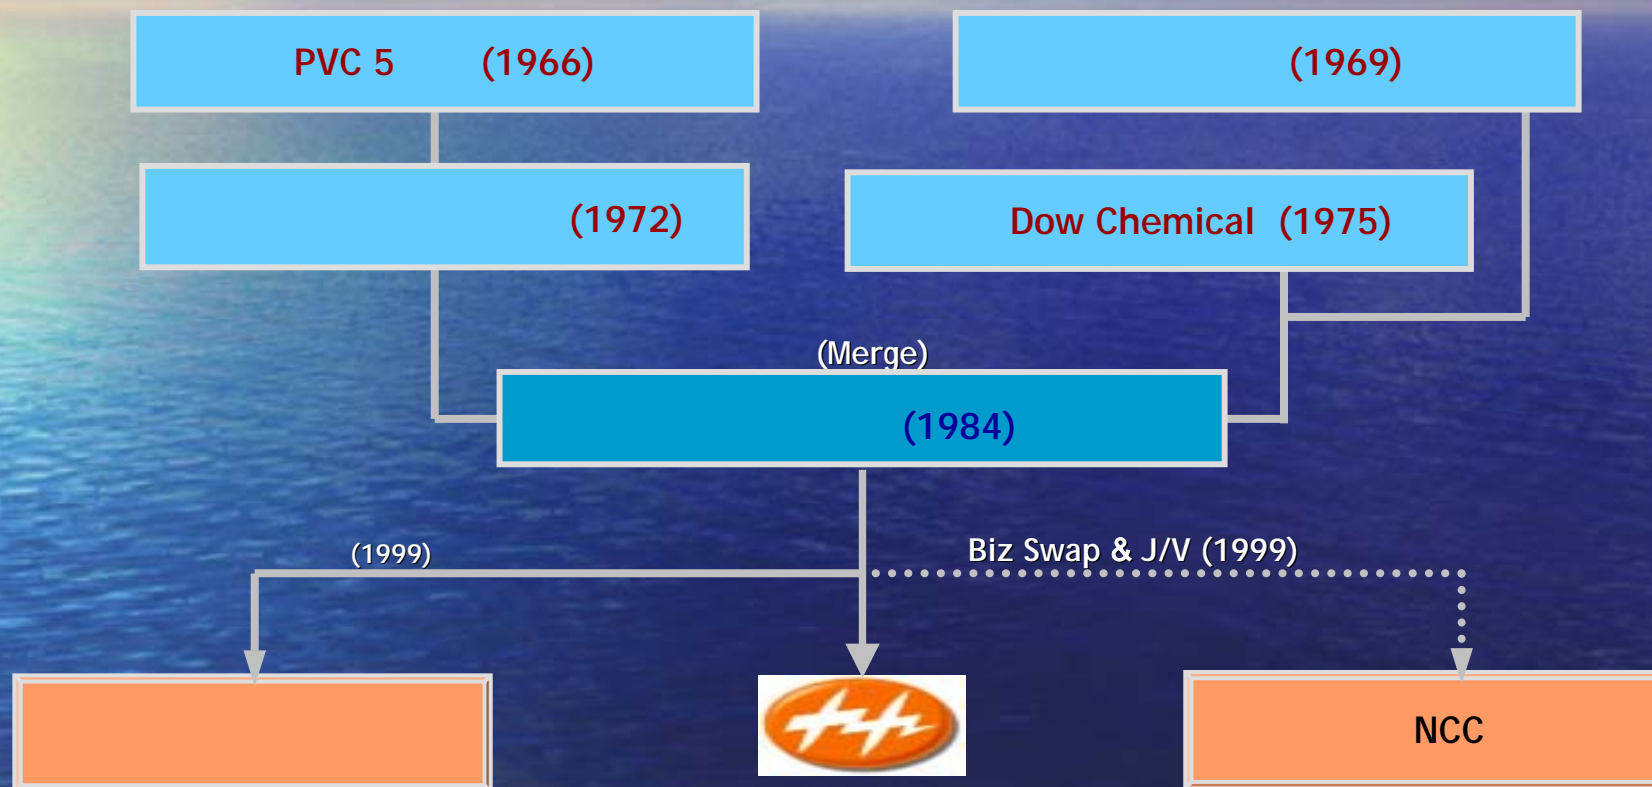 PVC 5 (1966)
(1969)
(1972)
Dow Chemical (1975)
(Merge)
(1984)
(1999)
Biz Swap & J/V (1999)
NCC